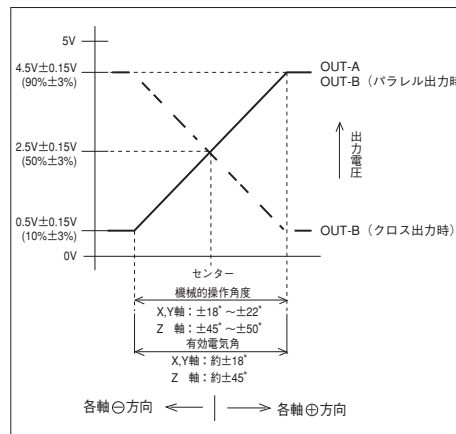 5V
4.5V±0.15V
(90%±3%)
OUT-A
OUT-B（パラレル出力時
出力電圧
2.5V±0.15V
(50%±3%)
0.5V±0.15V
(10%±3%)
OUT-B（クロス出力時）
0V
センター
機械的操作角度
X,Y軸：±18°～±22°
Z 軸：±45°～±50°
有効電気角
X,Y軸：約±18°
Z 軸：約±45°
各軸⊖方向
各軸⊕方向